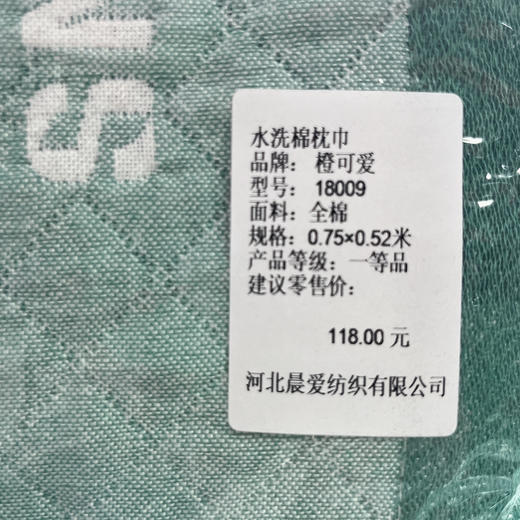 NS
水洗棉枕巾
品牌：橙可爱
型号：18009
面料：全棉
规格：0.75×0.52米
产品等级：一等品
建议零售价：
118.00 元
河北晨爱纺织有限公司